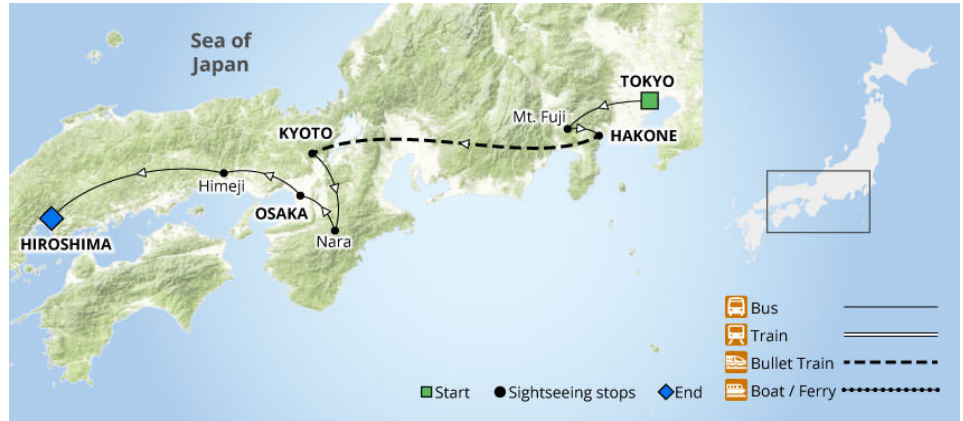 Sea of
Japan
TOKYO
Mt. Fuji
HAKONE
KYOTO
Himeji
OSAKA
HIROSHIMA
Nara
Bus
Train
Bullet Train
Boat / Ferry
Start
Sightseeing stops
End